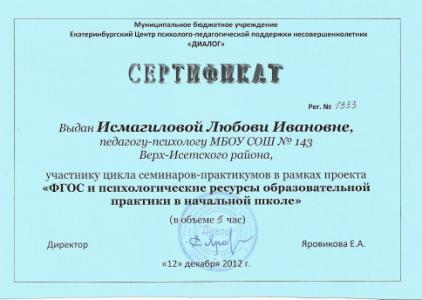 Муниципальное бюджетное учреждение
Екатеринбургский Центр психолого-педагогической поддержки несовершеннолетних
«ДИАЛОГ»
СЕРТИФИКАТ
Рег. № 1333
Выдан Исмагиловой Любови Ивановне,
педагогу-психологу МБОУ СОШ № 143
Верх-Исетского района,
участнику цикла семинаров-практикумов в рамках проекта
«ФГОС и психологические ресурсы образовательной
практики в начальной школе»
(в объеме час)
"Диалог"
Директор Яровикова Е.А.
«12» декабря 2012 г.